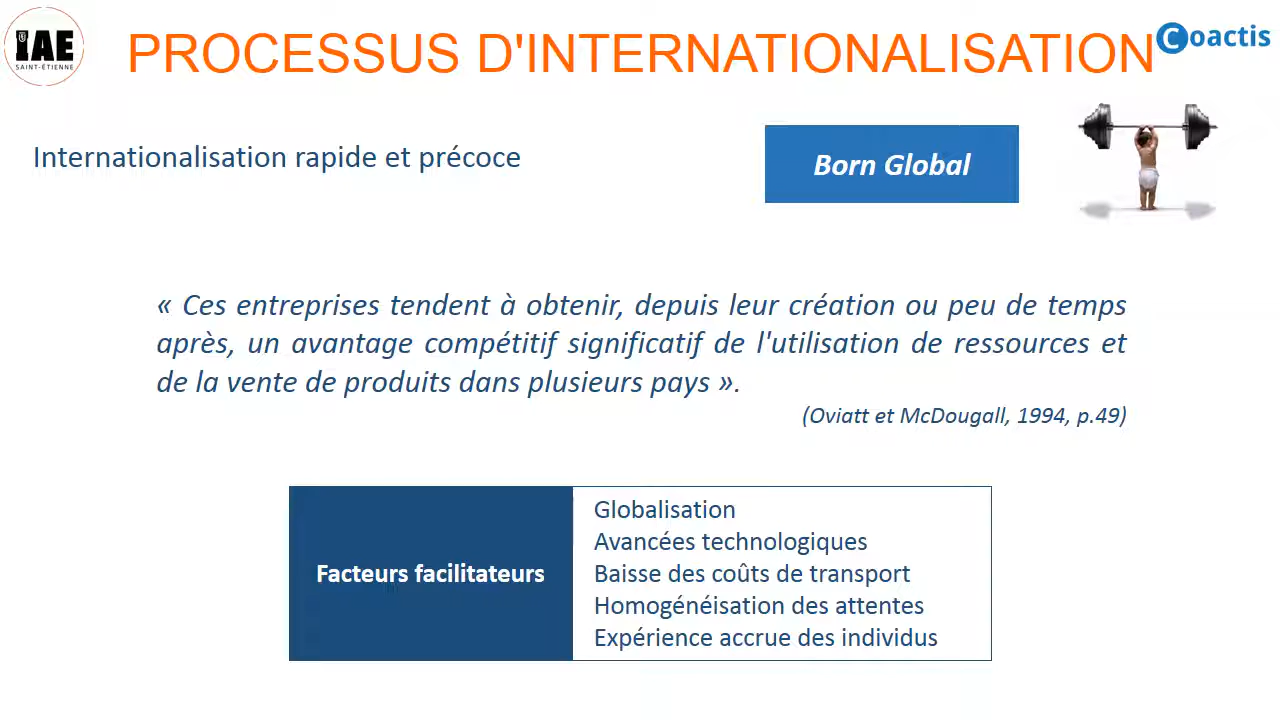 IAE
SAINT-ÉTIENNE
PROCESSUS D'INTERNATIONALISATION
Coactis
Internationalisation rapide et précoce
Born Global
« Ces entreprises tendent à obtenir, depuis leur création ou peu de temps
après, un avantage compétitif significatif de l'utilisation de ressources et
de la vente de produits dans plusieurs pays ».
(Oviatt et McDougall, 1994, p.49)
Facteurs facilitateurs
Globalisation
Avancées technologiques
Baisse des coûts de transport
Homogénéisation des attentes
Expérience accrue des individus